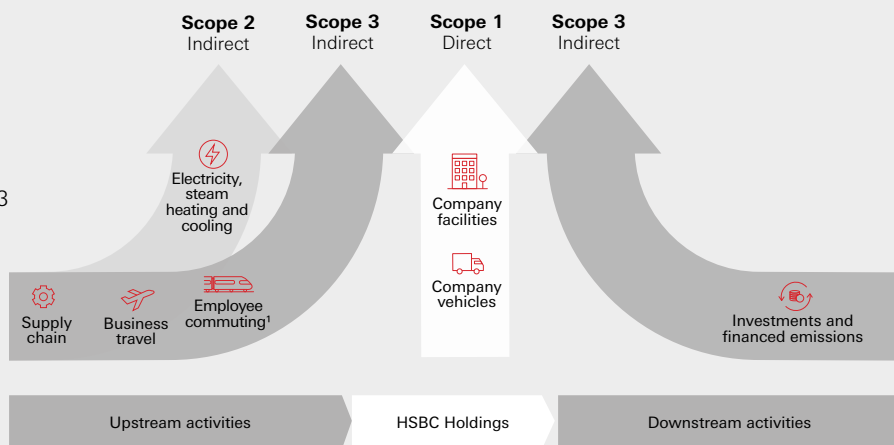 Scope 2
Indirect
Scope 3
Indirect
Scope 1
Direct
Scope 3
Indirect
3
Electricity,
steam
heating and
cooling
Company
facilities
Company
vehicles
Supply
chain
Business
travel
Employee
commuting¹
Investments and
financed emissions
Upstream activities
HSBC Holdings
Downstream activities